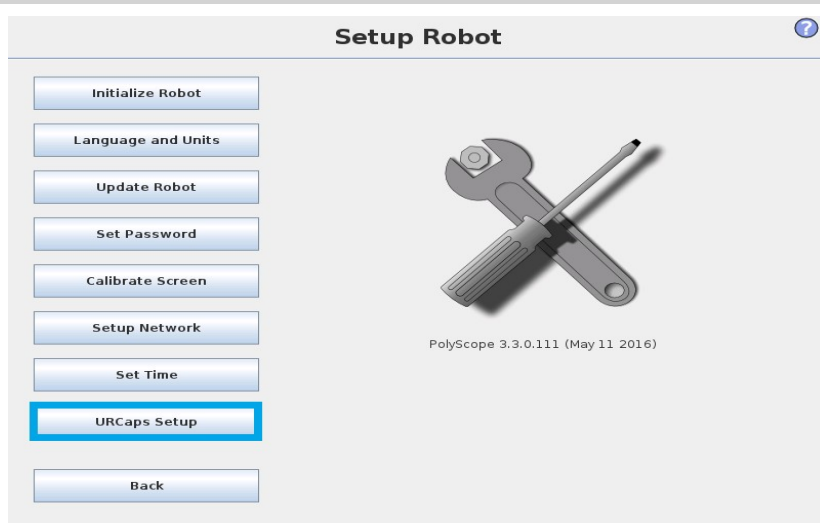 Setup Robot
?
Initialize Robot
Language and Units
Update Robot
Set Password
Calibrate Screen
Setup Network
Set Time
URCaps Setup
Back
PolyScope 3.3.0.111 (May 11 2016)